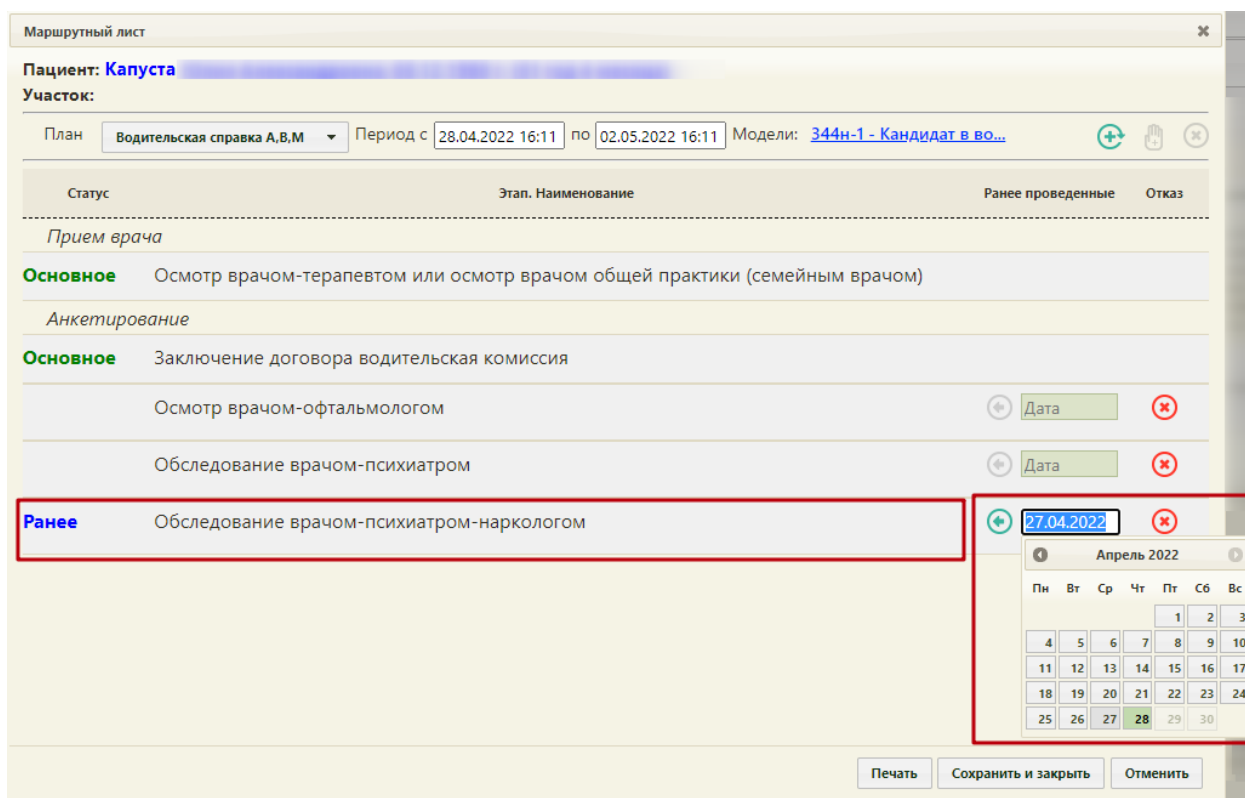 Маршрутный лист
Пациент: Капуста
Участок:
План Водительская справка А,В,М Период с 28.04.2022 16:11 по 02.05.2022 16:11 Модели: 344н-1 - Кандидат в во...
Статус Этап. Наименование Ранее проведенные Отказ
Прием врача
Основное Осмотр врачом-терапевтом или осмотр врачом общей практики (семейным врачом)
Анкетирование
Основное Заключение договора водительская комиссия
Осмотр врачом-офтальмологом Дата
Обследование врачом-психиатром Дата
Ранее Обследование врачом-психиатром-наркологом 27.04.2022
Апрель 2022
Пн Вт Ср Чт Пт Сб Вс
1 2 3
4 5 6 7 8 9 10
11 12 13 14 15 16 17
18 19 20 21 22 23 24
25 26 27 28 29 30
Печать Сохранить и закрыть Отменить